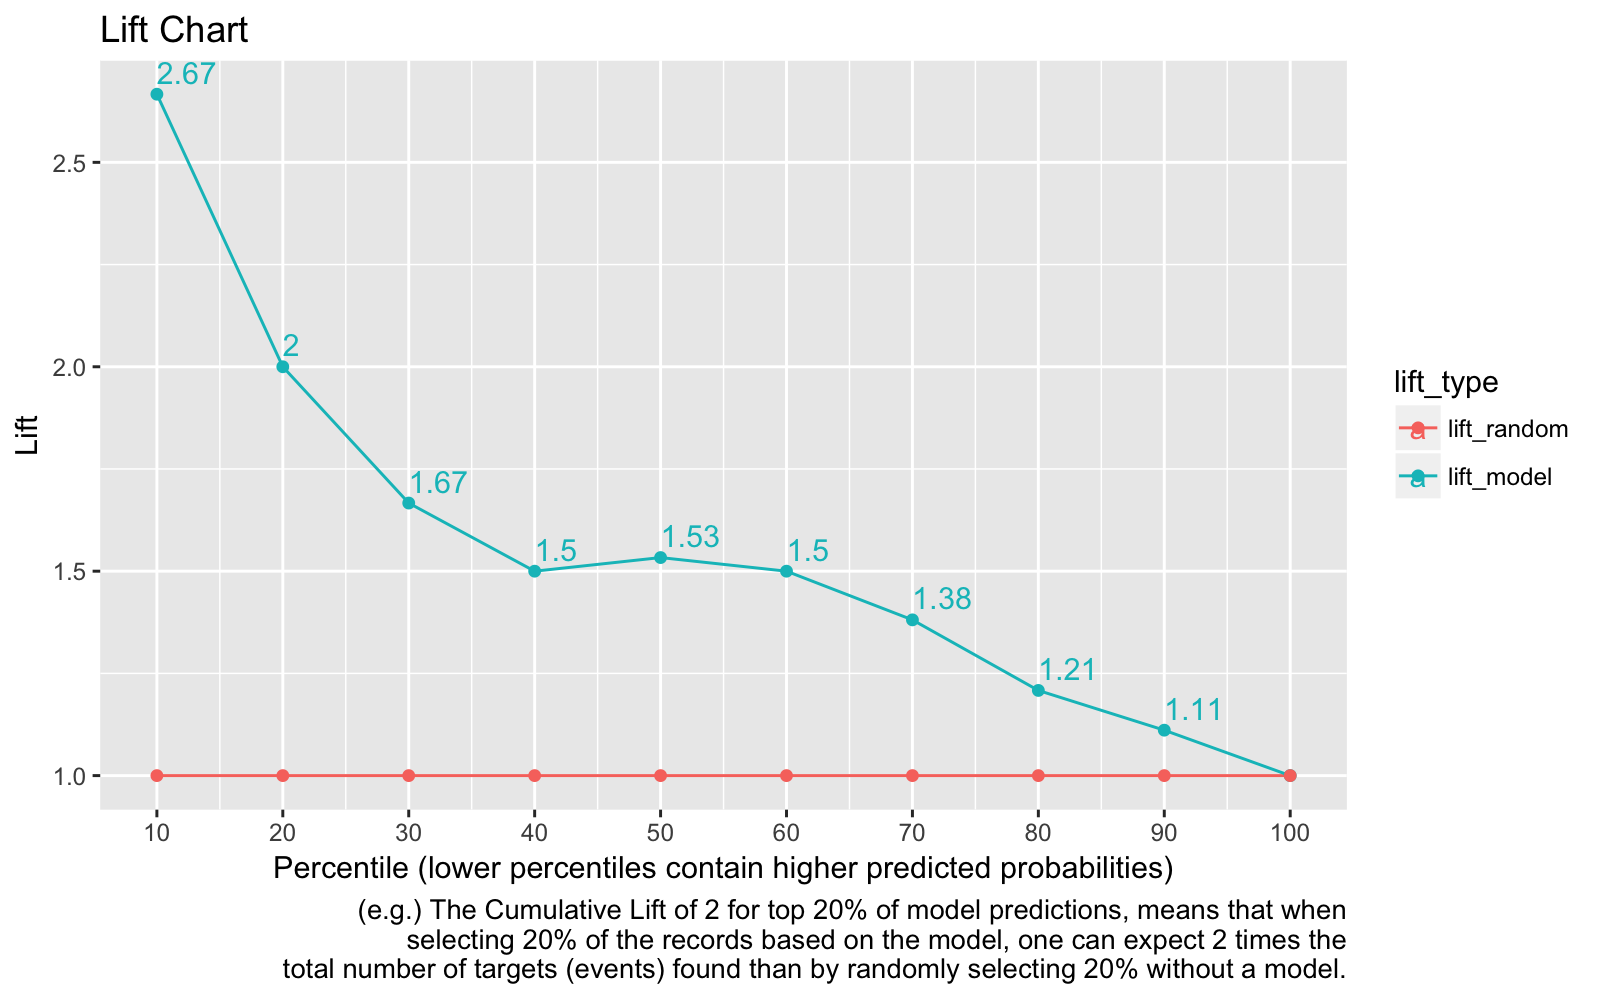 Lift Chart
2.67
2
1.67
1.5
1.53
1.5
1.38
1.21
1.11
2.5
2.0
1.5
1.0
Lift
10 20 30 40 50 60 70 80 90 100
Percentile (lower percentiles contain higher predicted probabilities)
(e.g.) The Cumulative Lift of 2 for top 20% of model predictions, means that when
selecting 20% of the records based on the model, one can expect 2 times the
total number of targets (events) found than by randomly selecting 20% without a model.
lift_type
a lift_random
a lift_model